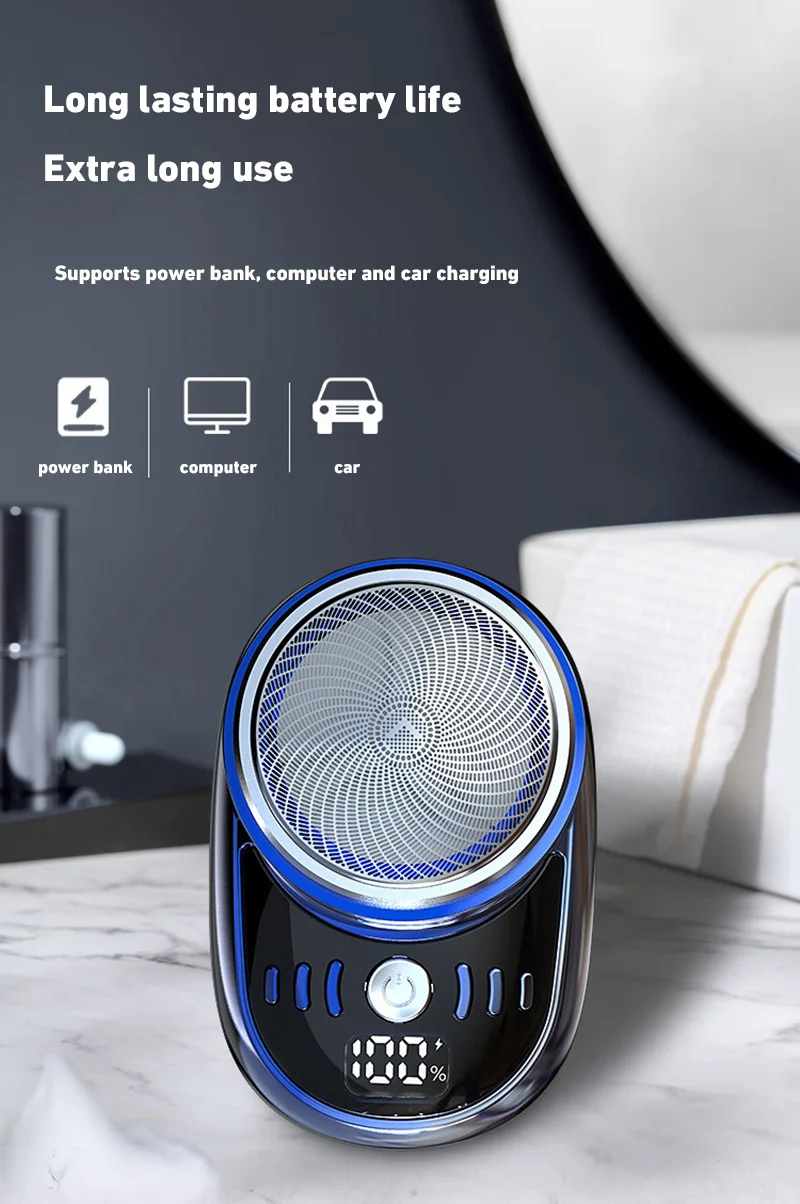 Long lasting battery life
Extra long use
Supports power bank, computer and car charging
power bank
computer
car
100%